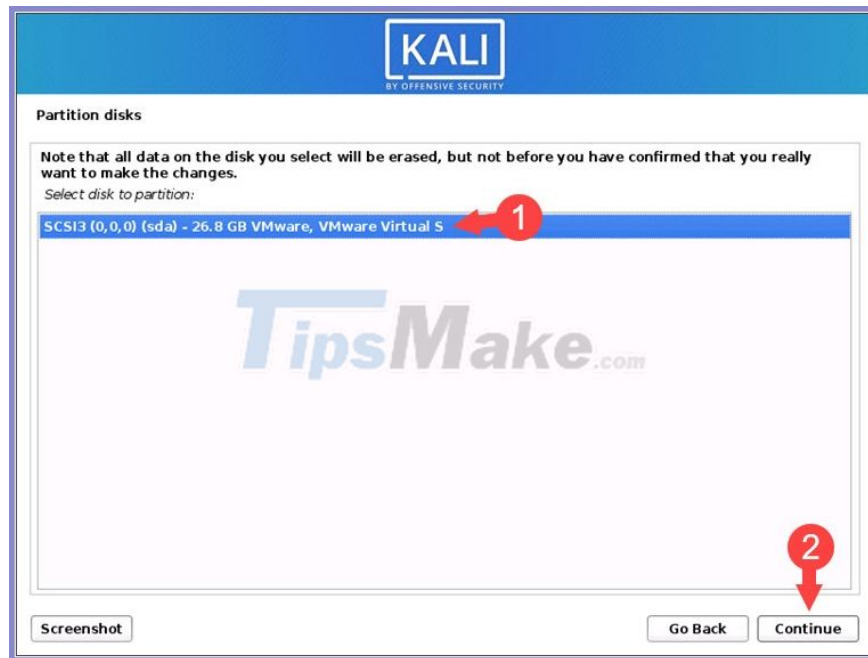 KALI
BY OFFENSIVE SECURITY
Partition disks
Note that all data on the disk you select will be erased, but not before you have confirmed that you really
want to make the changes.
Select disk to partition:
SCSI3 (0,0,0) (sda) - 26.8 GB VMware, VMware Virtual S
1
TipsMake.com
2
Screenshot
Go Back
Continue